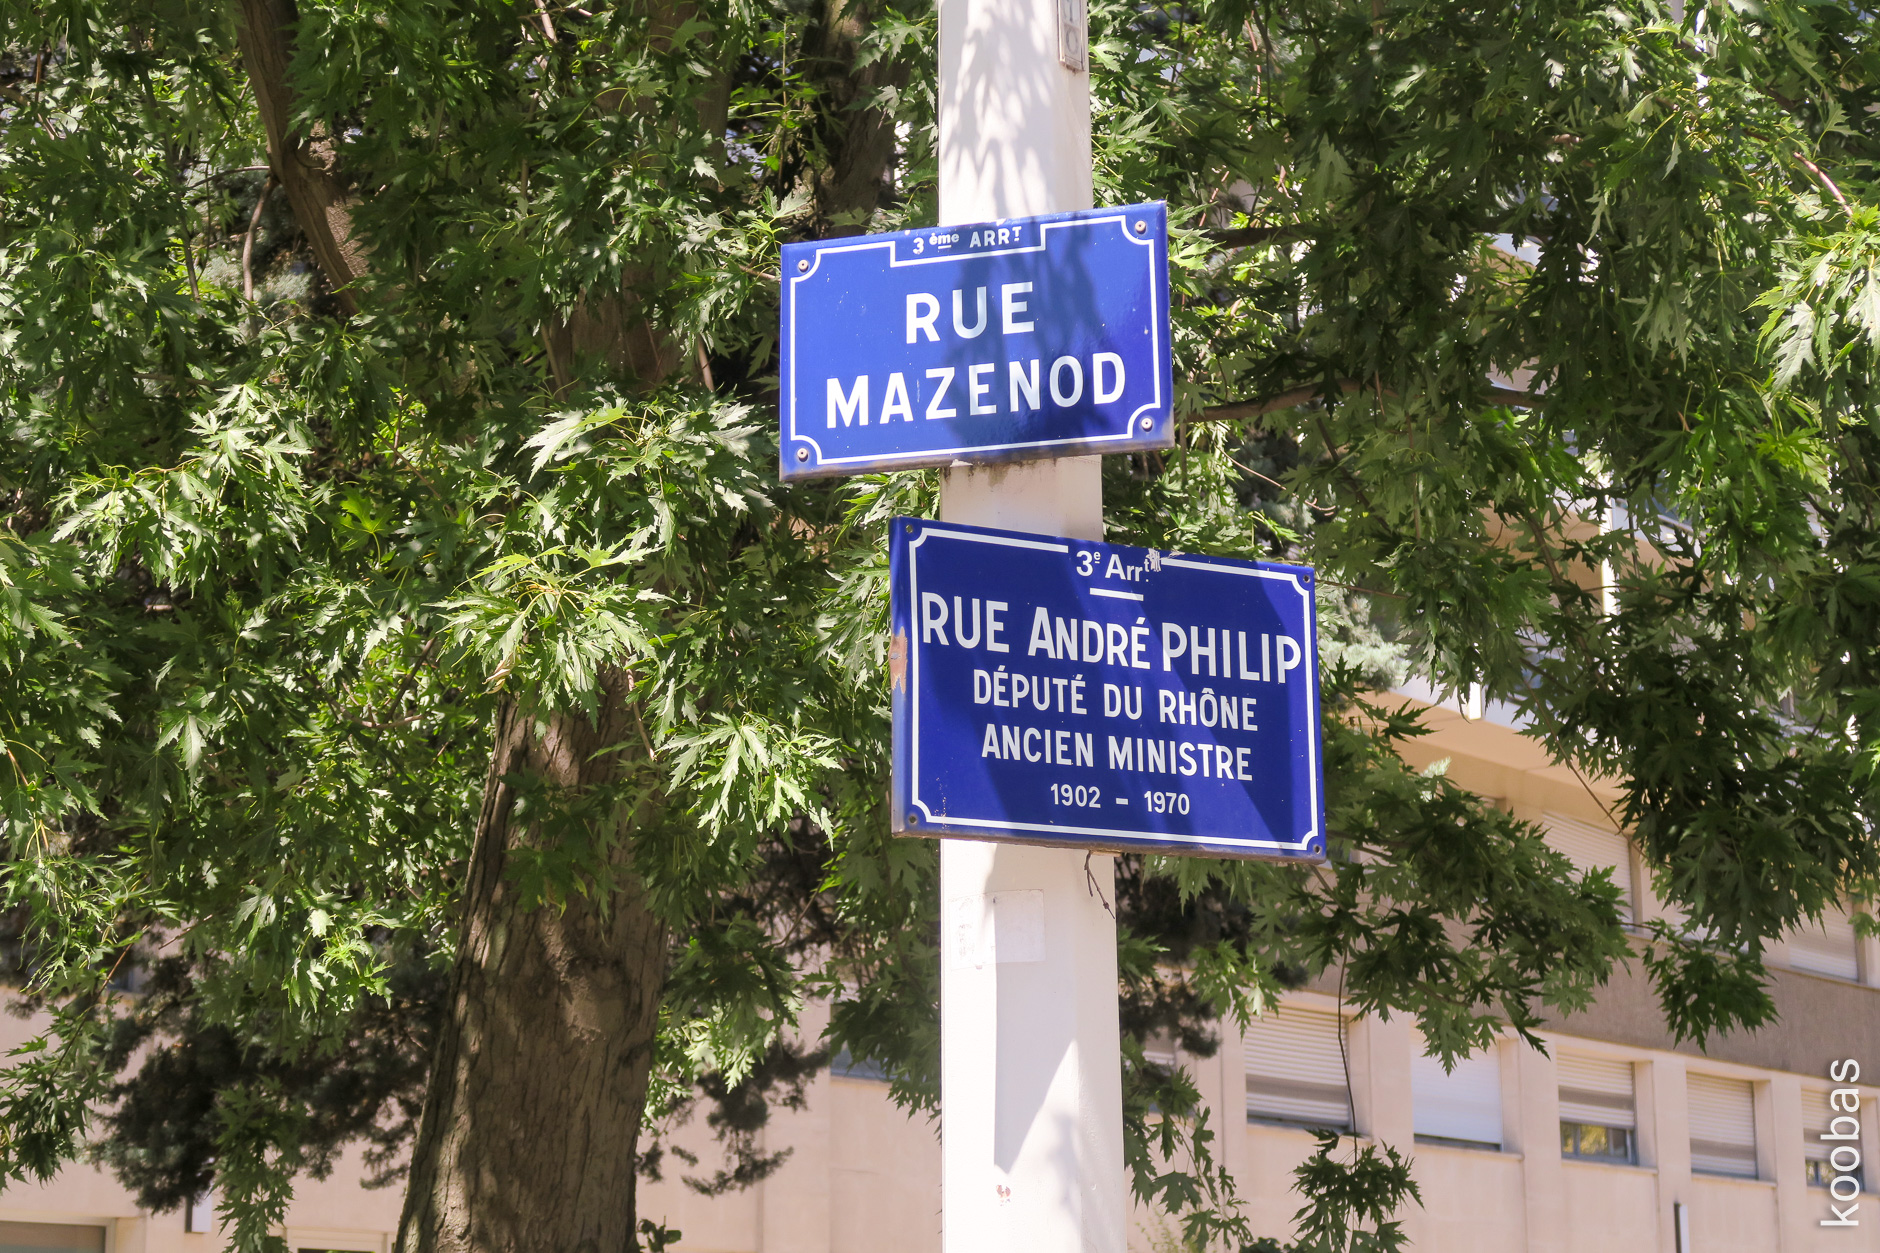 3ème ARRT
RUE
MAZENOD
3e Arrt
RUE ANDRÉ PHILIP
DÉPUTÉ DU RHÔNE
ANCIEN MINISTRE
1902 - 1970
koobas